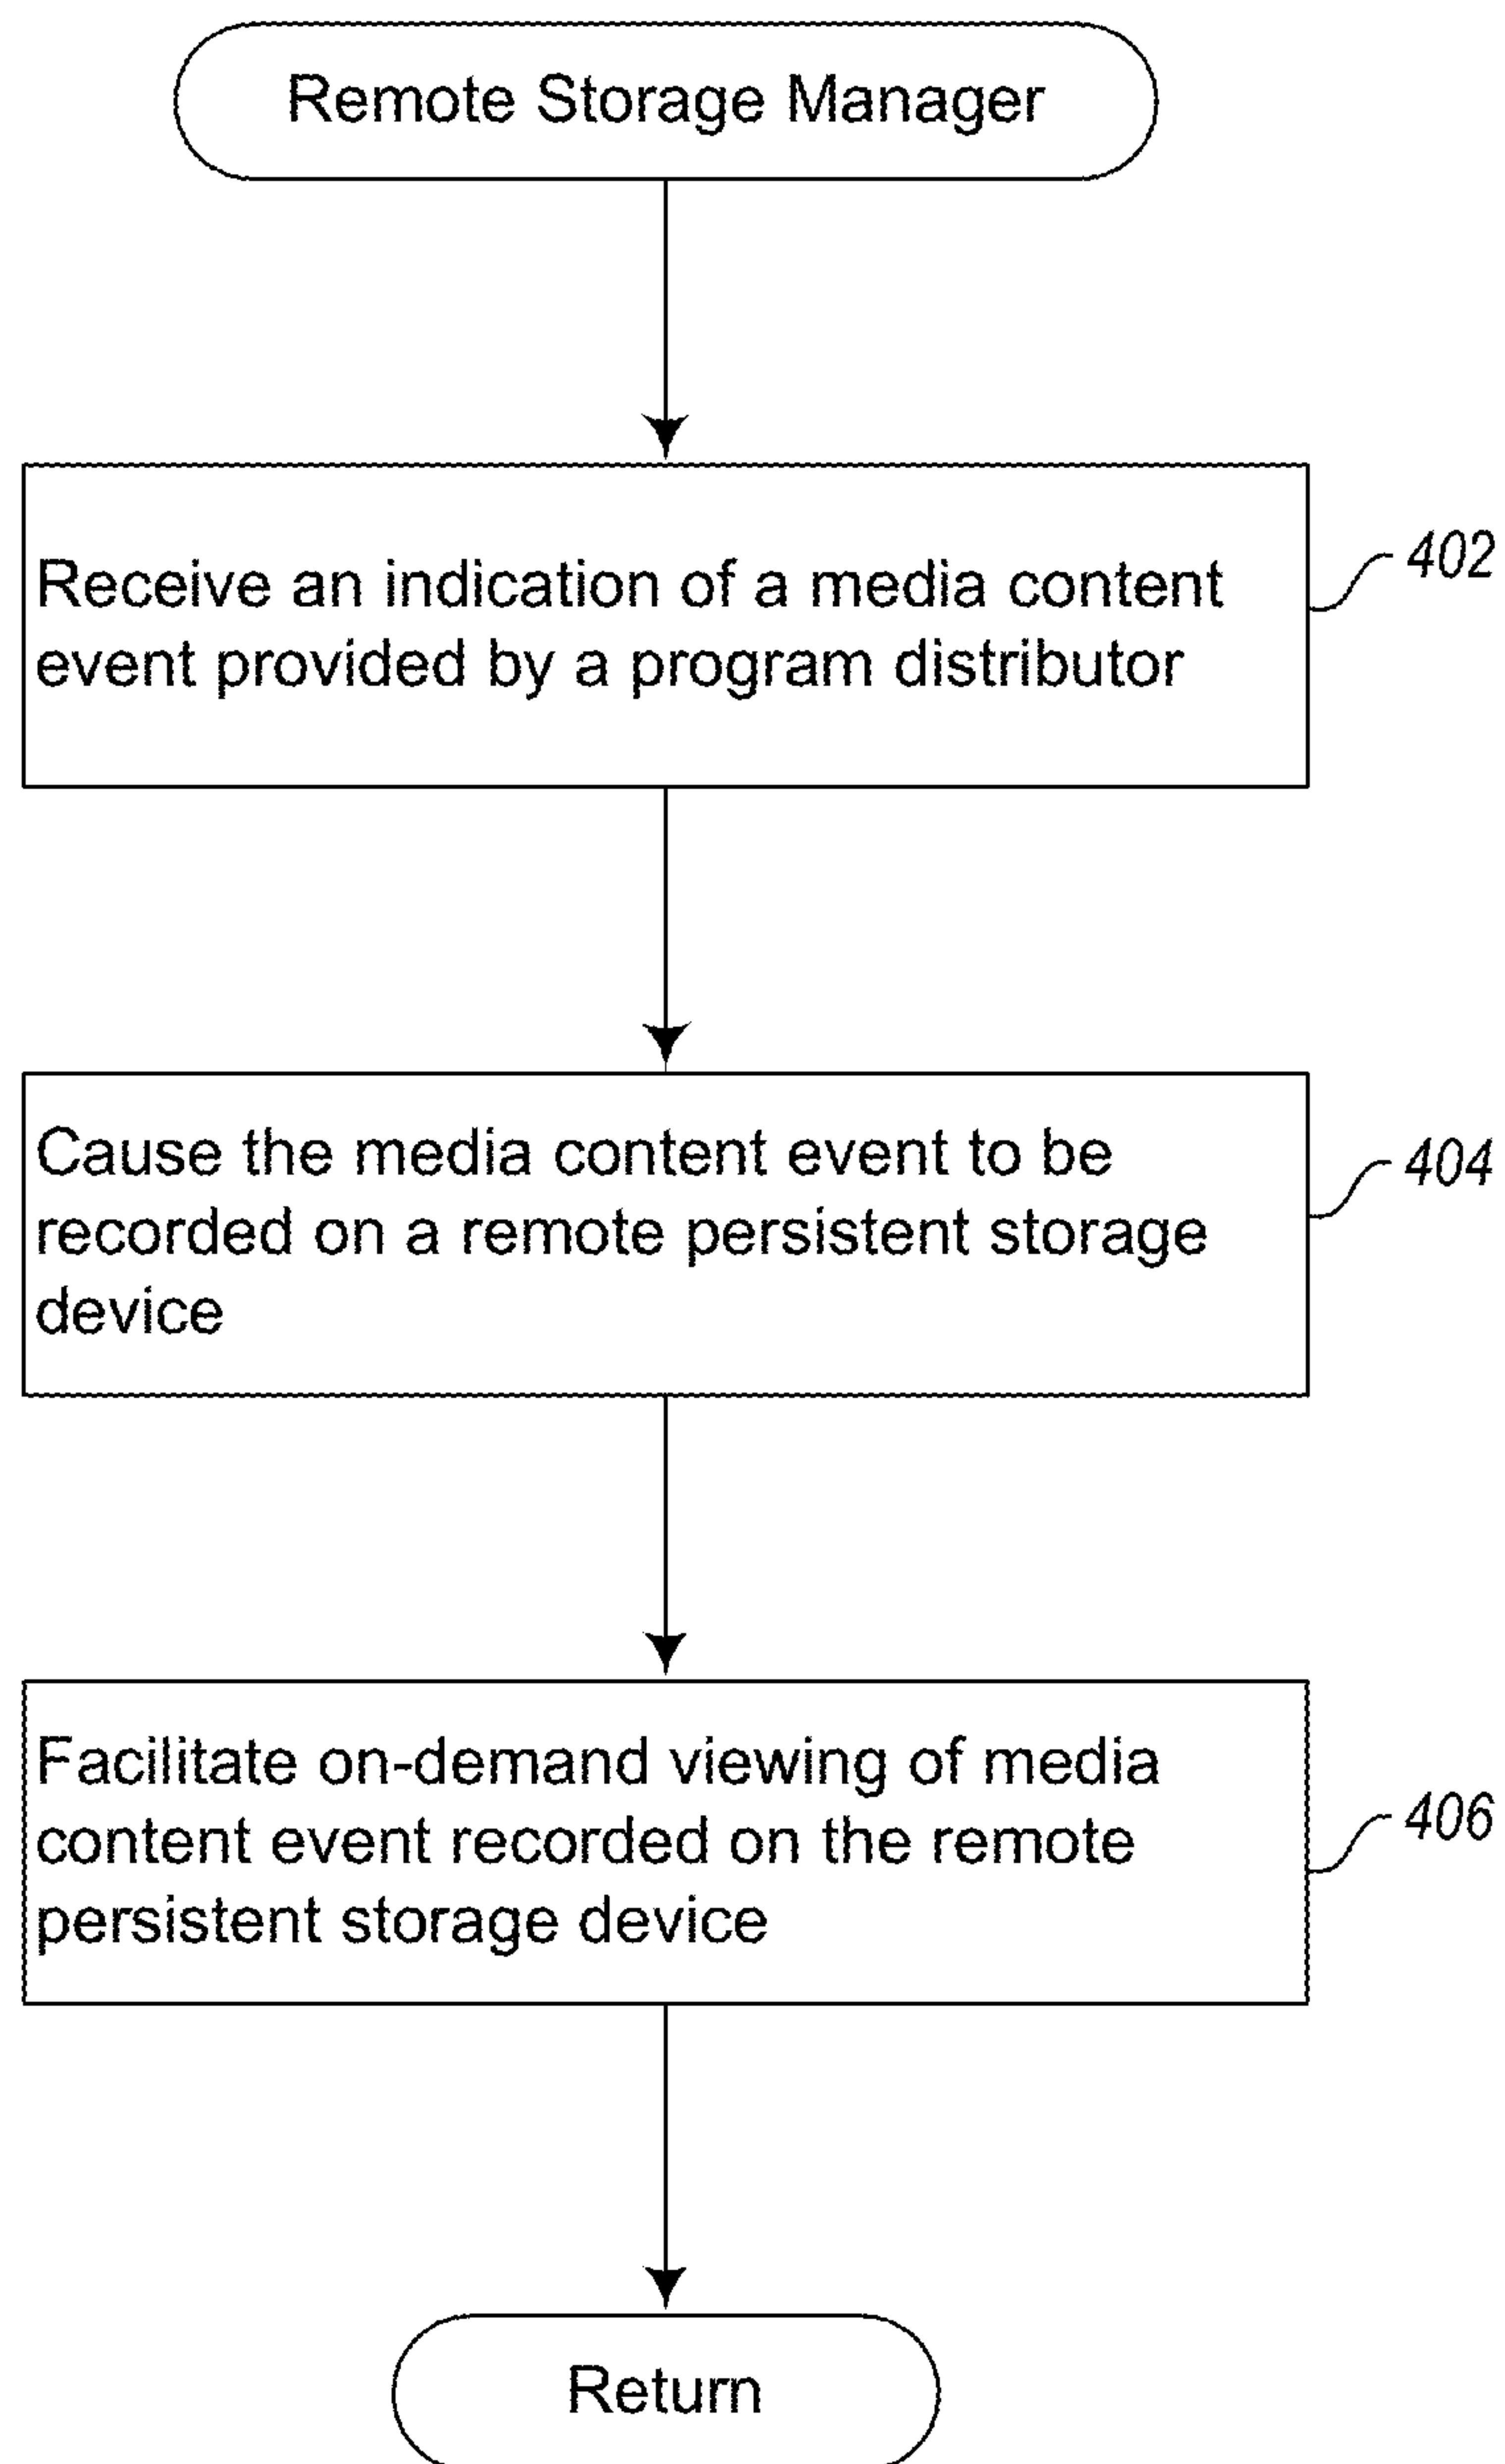 Remote Storage Manager
Receive an indication of a media content
event provided by a program distributor
402
Cause the media content event to be
recorded on a remote persistent storage
device
404
Facilitate on-demand viewing of media
content event recorded on the remote
persistent storage device
406
Return